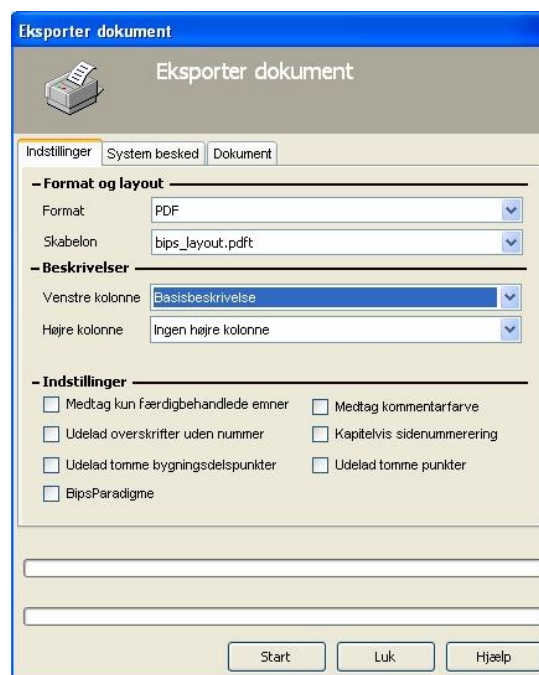 Eksporter dokument
Eksporter dokument
Indstillinger System besked Dokument
Format og layout
Format PDF
Skabelon bips_layout.pdft
Beskrivelser
Venstre kolonne Basisbeskrivelse
Højre kolonne Ingen højre kolonne
Indstillinger
Medtag kun færdigbehandlede emner Medtag kommentarfarve
Udelad overskrifter uden nummer Kapitelvis sidenummerering
Udelad tomme bygningsdelspunkter Udelad tomme punkter
BipsParadigme
Start Luk Hjælp